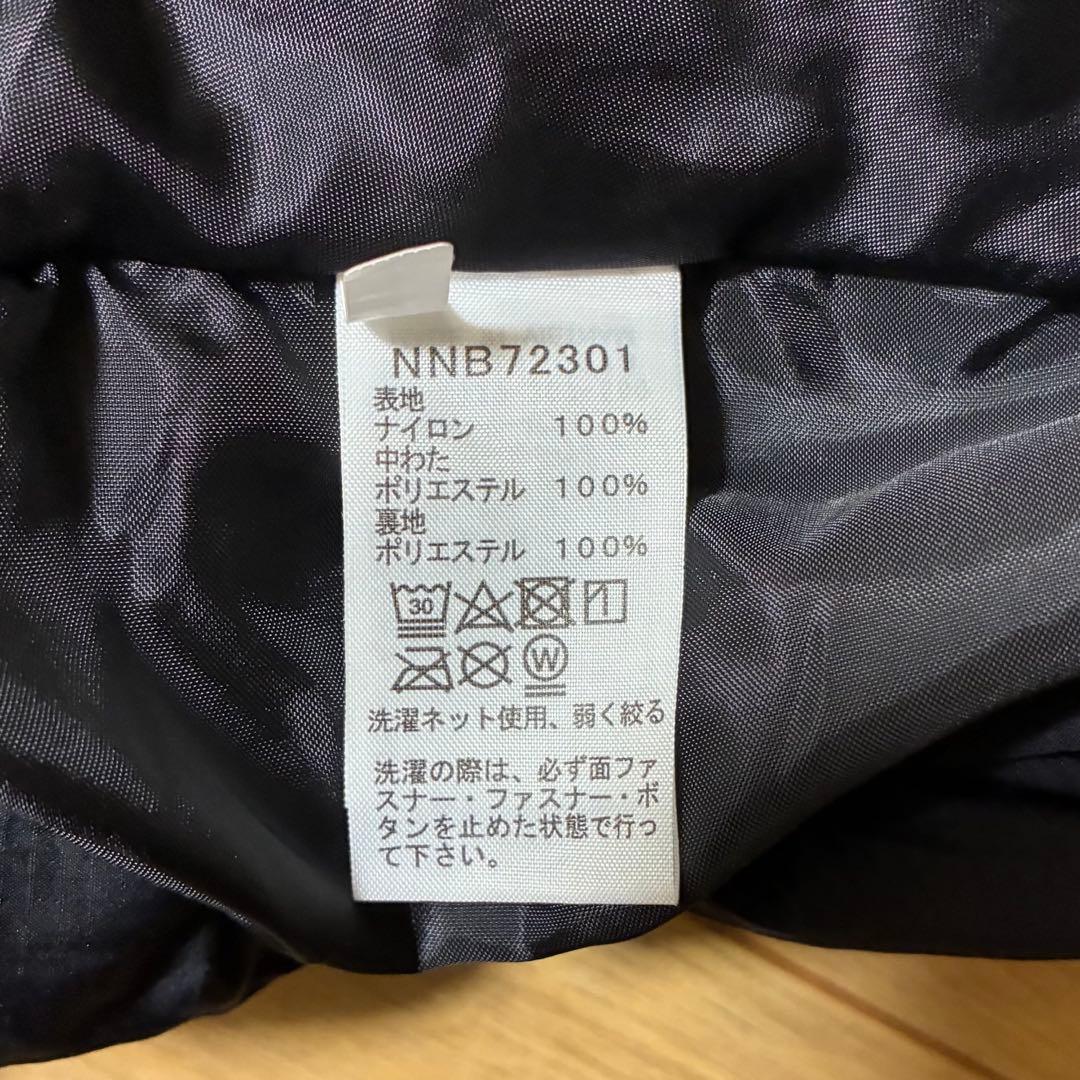 NNB72301
表地
ナイロン 100%
中わた
ポリエステル 100%
裏地
ポリエステル 100%
30
W
洗濯ネット使用、弱く絞る
洗濯の際は、必ず面ファ
スナー・ファスナー・ボ
タンを止めた状態で行っ
て下さい。